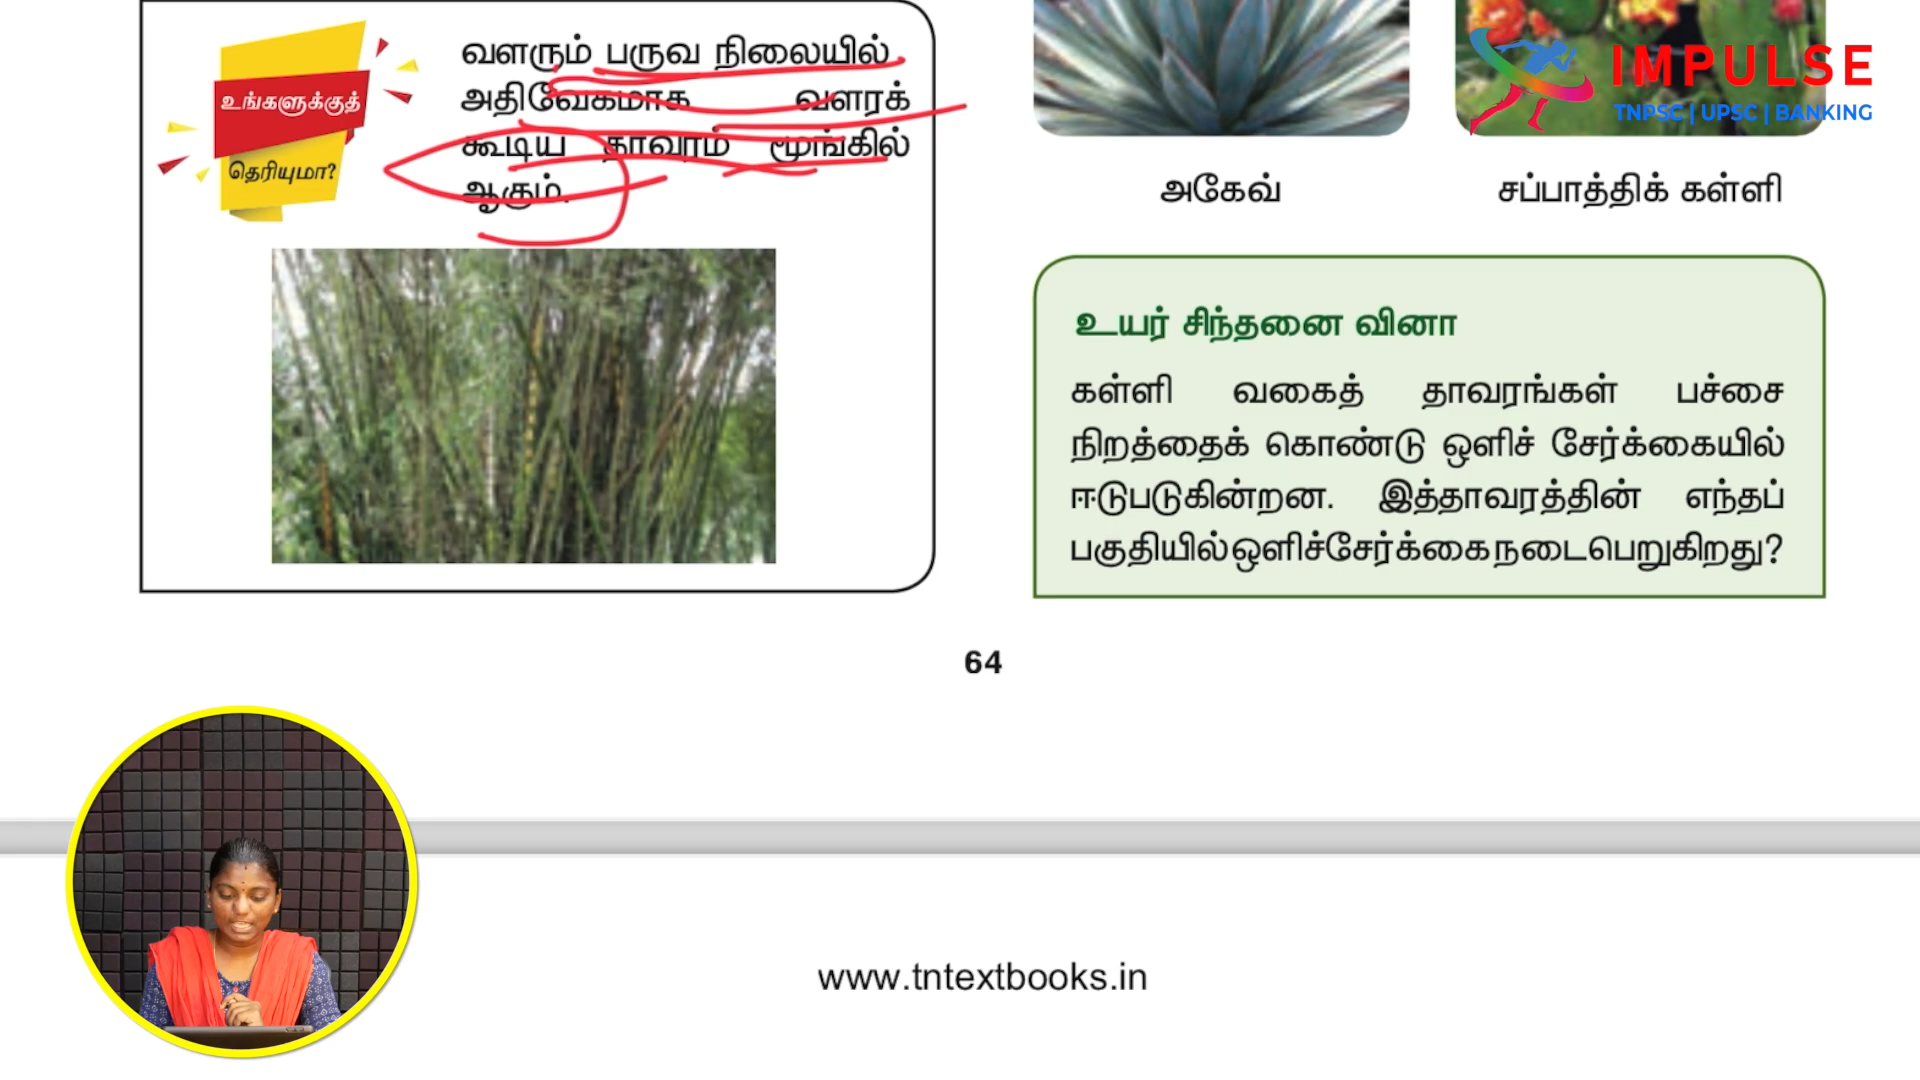 உங்களுக்குத்
தெரியுமா?
வளரும் பருவ நிலையில்
அதிவேகமாக வளரக்
கூடிய தாவரம் மூங்கில்
ஆகும்.
IMPULSE
TNPSC | UPSC | BANKING
அகேவ்
சப்பாத்திக் கள்ளி
உயர் சிந்தனை வினா
கள்ளி வகைத் தாவரங்கள் பச்சை
நிறத்தைக் கொண்டு ஒளிச் சேர்க்கையில்
ஈடுபடுகின்றன. இத்தாவரத்தின் எந்தப்
பகுதியில் ஒளிச்சேர்க்கை நடைபெறுகிறது?
64
www.tntextbooks.in